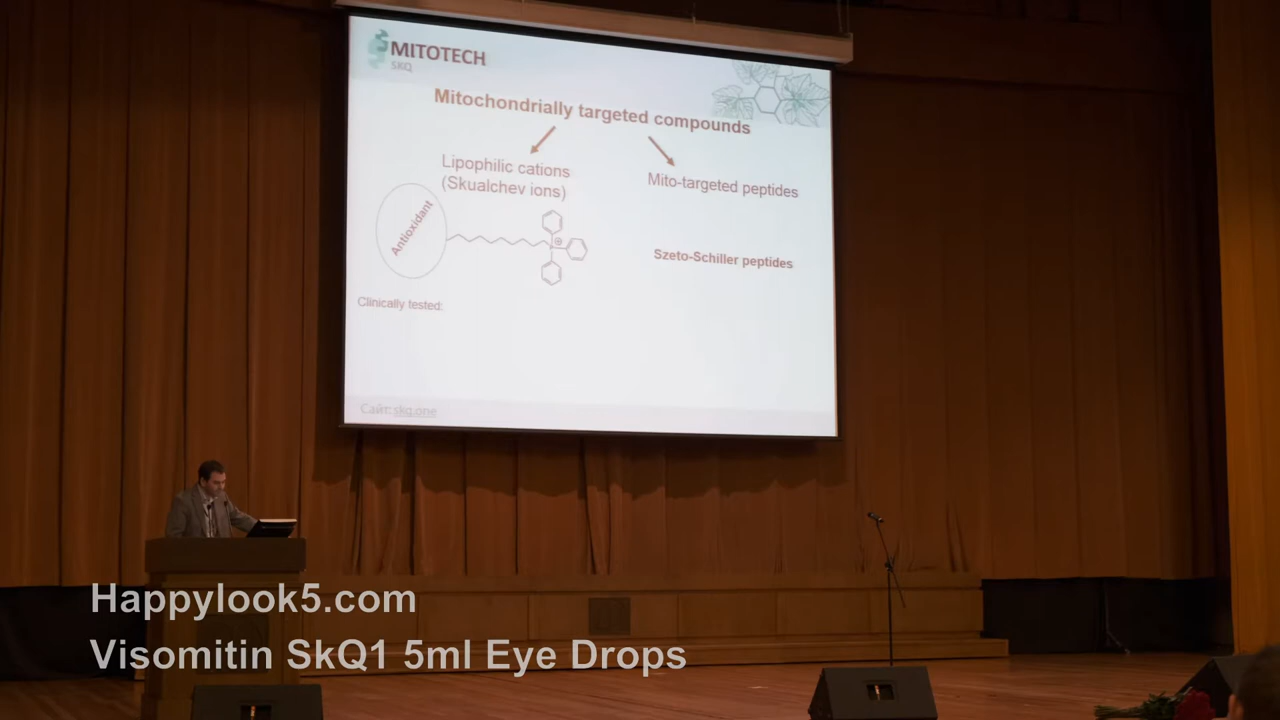 MITOTECH
SKQ
Mitochondrially targeted compounds
Lipophilic cations
(Skualchev ions)
Mito-targeted peptides
Antioxidant
Szeto-Schiller peptides
Clinically tested:
Сайт: skq.one
Happylook5.com
Visomitin SkQ1 5ml Eye Drops